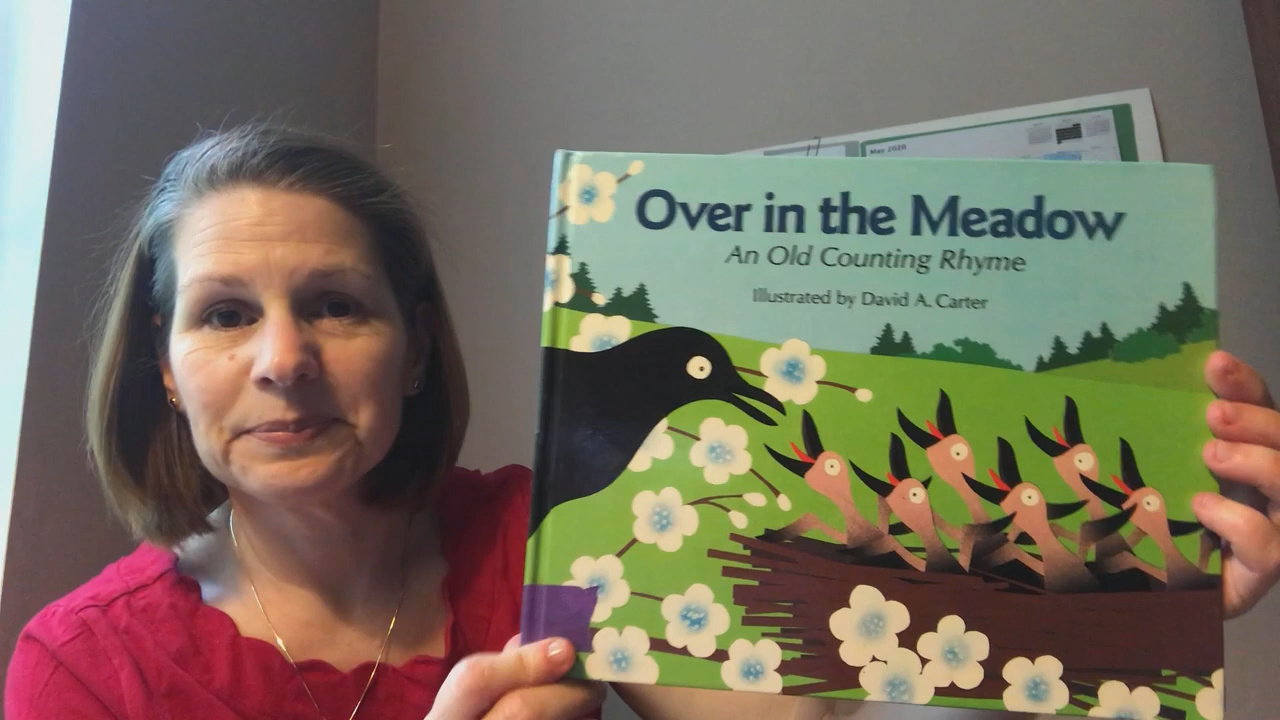 May 2020
Over in the Meadow
An Old Counting Rhyme
Illustrated by David A. Carter